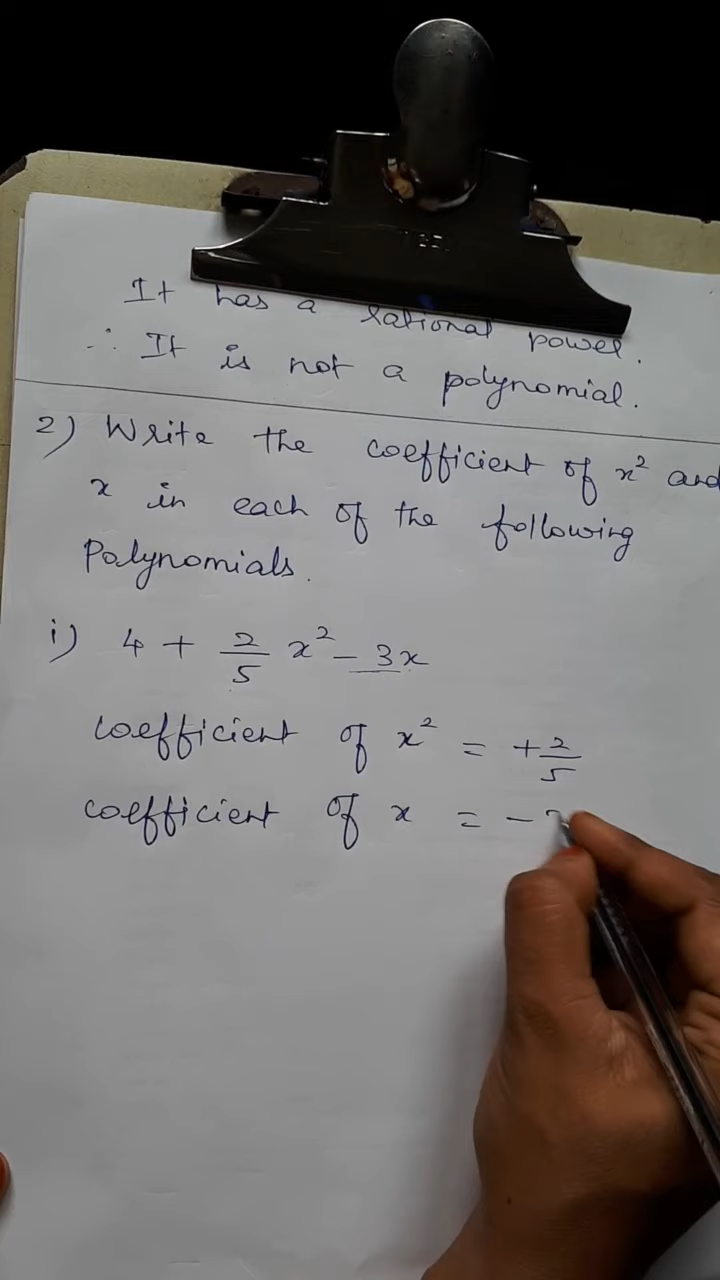 It has a rational power.
∴ It is not a polynomial.
2) Write the coefficient of x² and
x in each of the following
Polynomials.
i) 4 + 2/5 x² - 3x
coefficient of x² = +2/5
coefficient of x = -